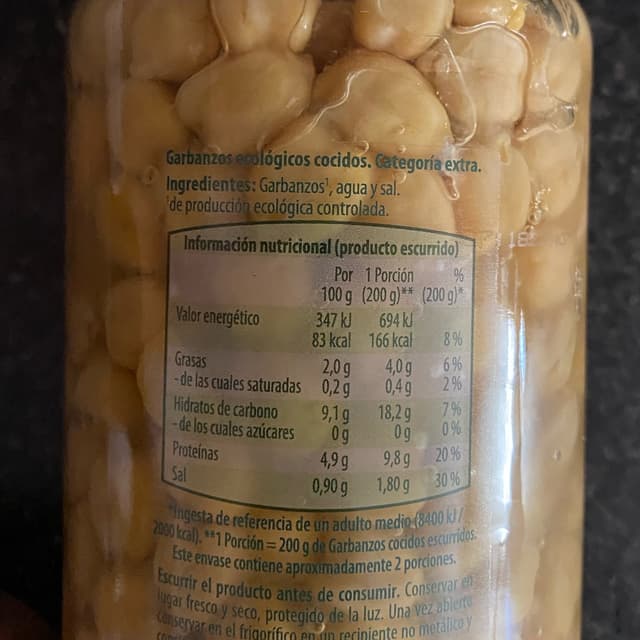 Garbanzos ecológicos cocidos. Categoría extra.
Ingredientes: Garbanzos¹, agua y sal.
¹de producción ecológica controlada.
Información nutricional (producto escurrido)
Por 1 Porción %
100 g (200 g)** (200 g)*
Valor energético 347 kJ 694 kJ
83 kcal 166 kcal 8 %
Grasas 2,0 g 4,0 g 6 %
- de las cuales saturadas 0,2 g 0,4 g 2 %
Hidratos de carbono 9,1 g 18,2 g 7 %
- de los cuales azúcares 0 g 0 g 0 %
Proteínas 4,9 g 9,8 g 20 %
Sal 0,90 g 1,80 g 30 %
*Ingesta de referencia de un adulto medio (8400 kJ /
2000 kcal). **1 Porción = 200 g de Garbanzos cocidos escurridos.
Este envase contiene aproximadamente 2 porciones.
Escurrir el producto antes de consumir. Conservar en
lugar fresco y seco, protegido de la luz. Una vez abierto
conservar en el frigorífico en un recipiente no metálico y